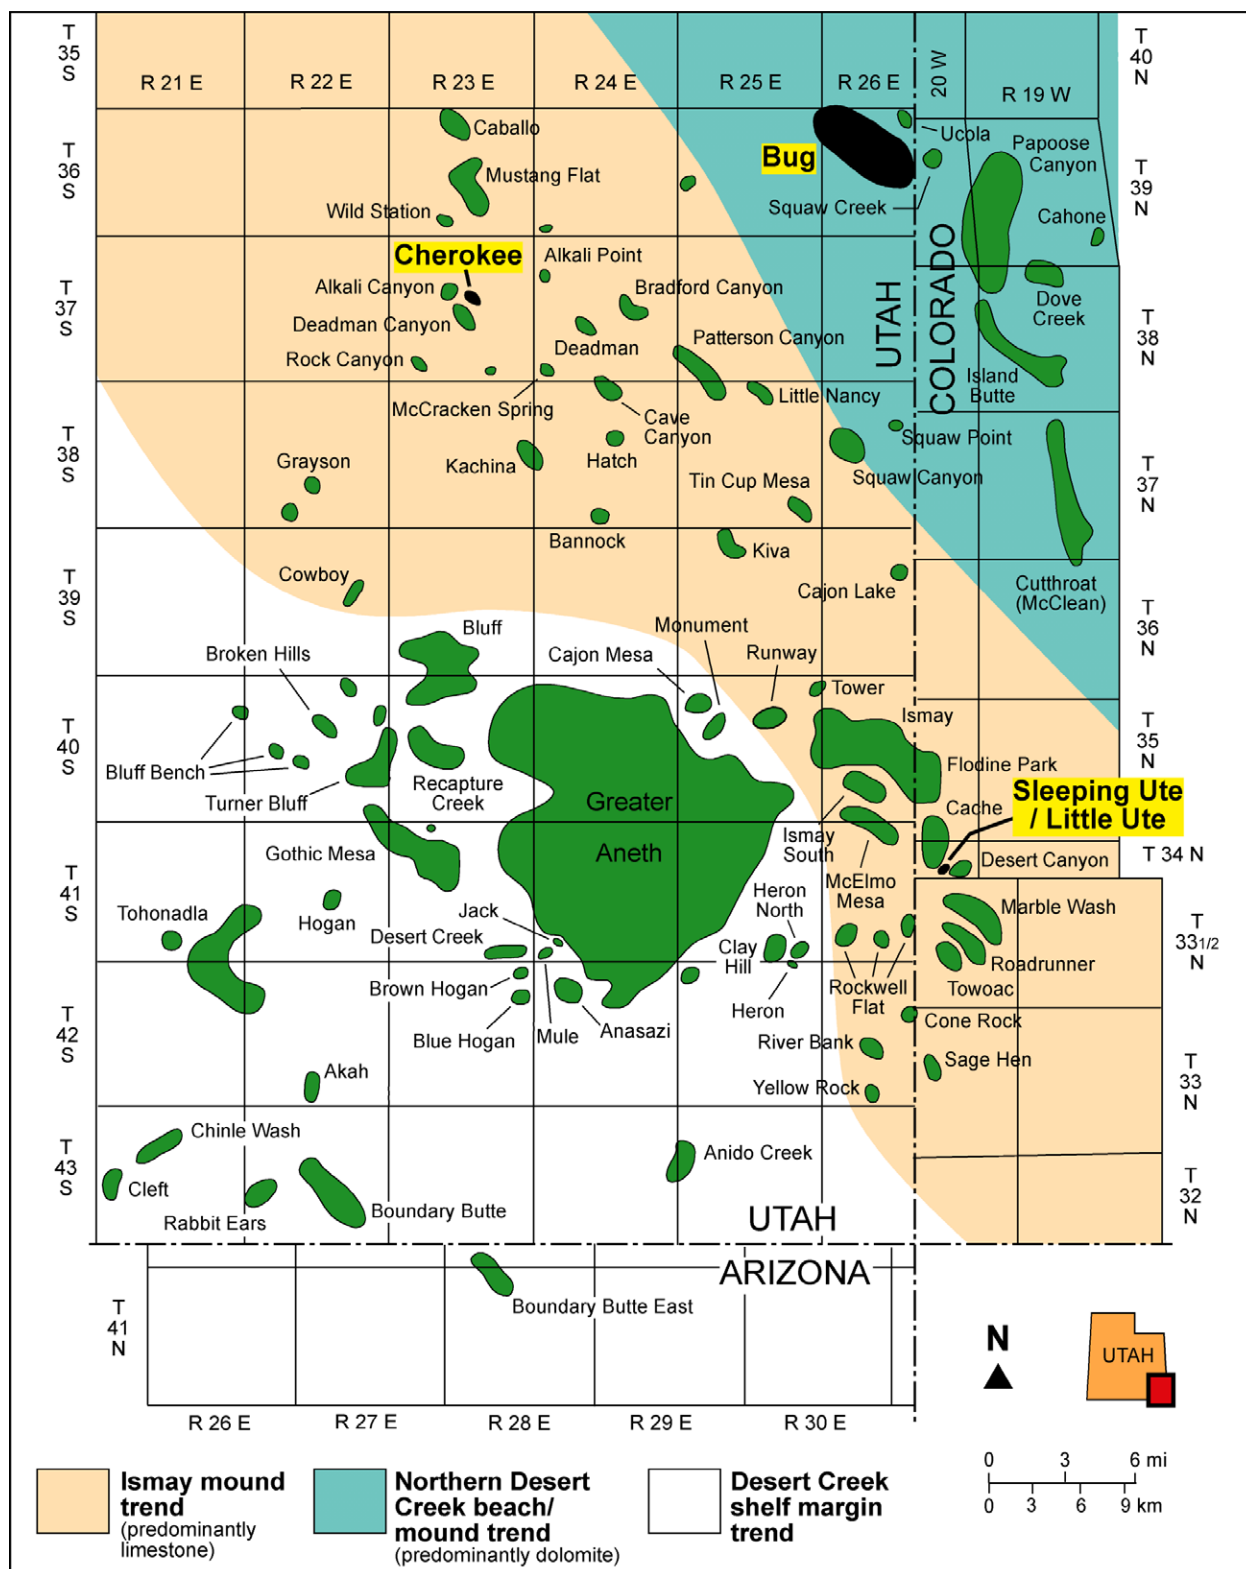 T
35
S
R 21 E
R 22 E
R 23 E
R 24 E
R 25 E
R 26 E
20 W
R 19 W
T
40
N
Caballo
Ucola
Papoose
Canyon
T
36
S
Mustang Flat
Bug
Squaw Creek
T
39
N
Wild Station
Cahone
Cherokee
Alkali Point
T
37
S
Alkali Canyon
Bradford Canyon
Dove
Creek
Deadman Canyon
Deadman
Patterson Canyon
UTAH
COLORADO
T
38
N
Rock Canyon
McCracken Spring
Little Nancy
Island
Butte
Cave
Canyon
T
38
S
Grayson
Kachina
Hatch
Squaw Point
Tin Cup Mesa
Squaw Canyon
T
37
N
Bannock
Kiva
T
39
S
Cowboy
Cajon Lake
Cutthroat
(McClean)
Bluff
Monument
T
36
N
Broken Hills
Cajon Mesa
Runway
Tower
Ismay
T
40
S
Bluff Bench
Turner Bluff
Recapture
Creek
Flodine Park
T
35
N
Greater
Aneth
Ismay
South
Cache
Sleeping Ute
/ Little Ute
Gothic Mesa
McElmo
Mesa
Desert Canyon
T 34 N
T
41
S
Tohonadla
Hogan
Jack
Desert Creek
Heron
North
Clay
Hill
Marble Wash
T
33 1/2
N
Brown Hogan
Roadrunner
Towoac
Rockwell
Flat
Heron
T
42
S
Blue Hogan
Mule
Anasazi
Cone Rock
River Bank
Sage Hen
Akah
Yellow Rock
T
33
N
Chinle Wash
T
43
S
Cleft
Anido Creek
Rabbit Ears
Boundary Butte
UTAH
T
32
N
ARIZONA
Boundary Butte East
T
41
N
N
UTAH
R 26 E
R 27 E
R 28 E
R 29 E
R 30 E
0 3 6 mi
0 3 6 9 km
Ismay mound
trend
(predominantly
limestone)
Northern Desert
Creek beach/
mound trend
(predominantly dolomite)
Desert Creek
shelf margin
trend